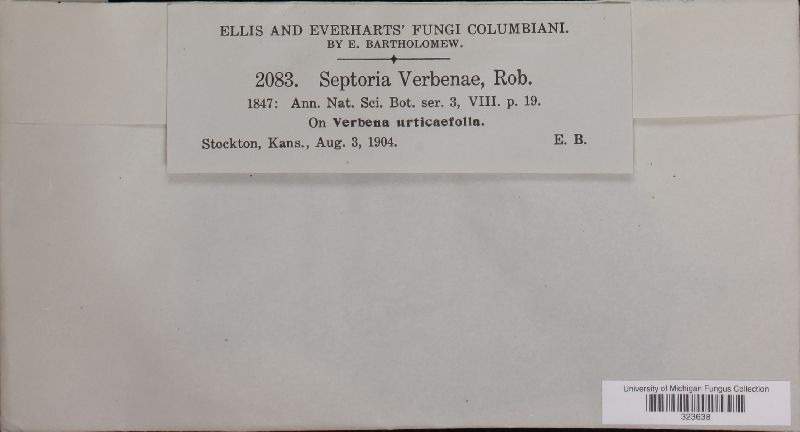 ELLIS AND EVERHARTS' FUNGI COLUMBIANI.
BY E. BARTHOLOMEW.
2083. Septoria Verbenae, Rob.
1847: Ann. Nat. Sci. Bot. ser. 3, VIII. p. 19.
On Verbena urticaefolia.
Stockton, Kans., Aug. 3, 1904. E. B.
University of Michigan Fungus Collection
323638